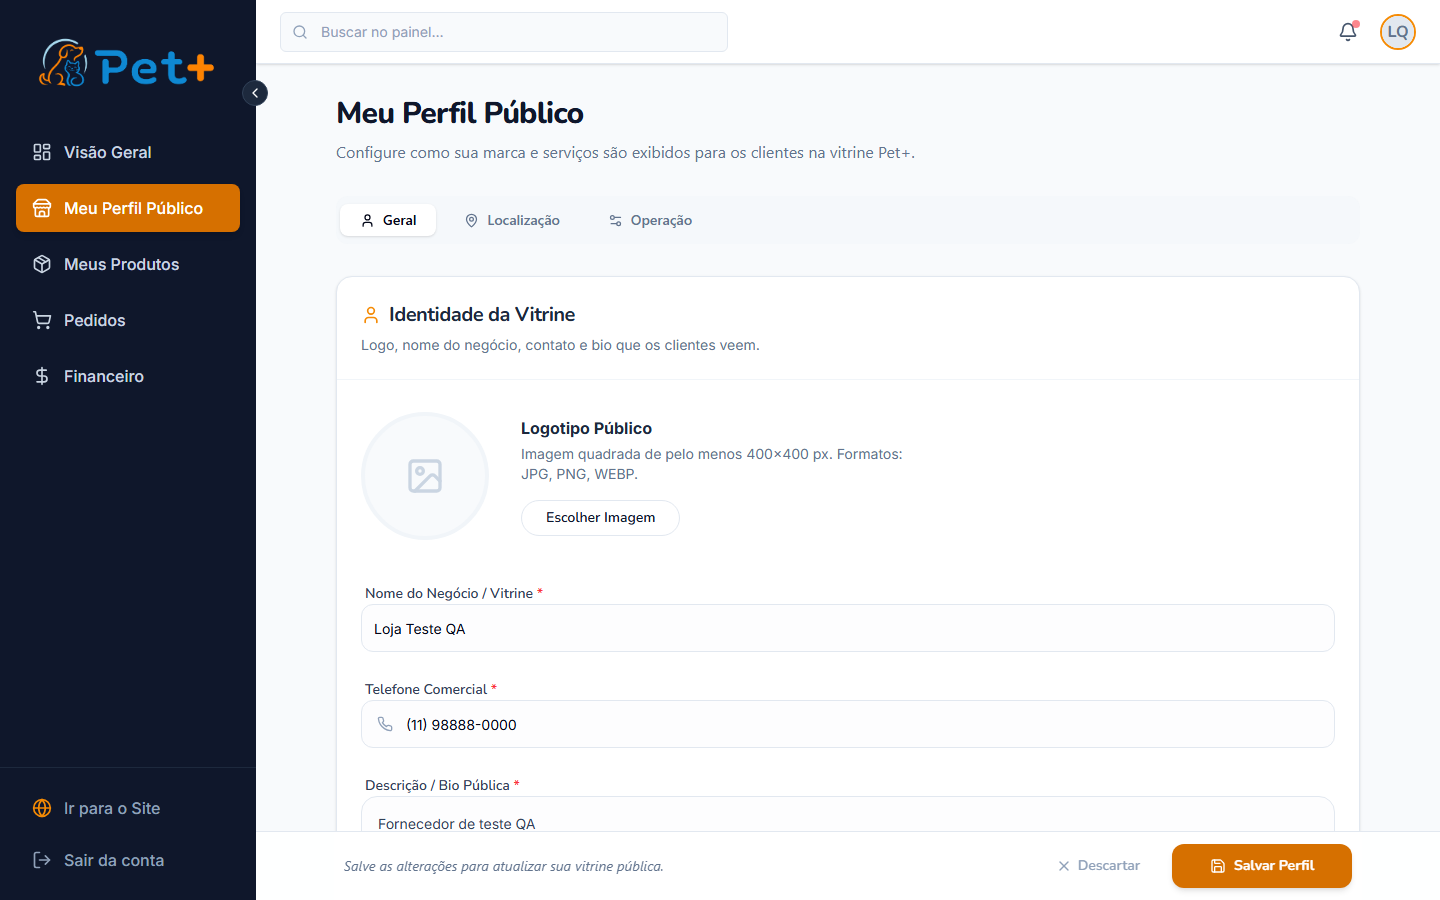 Pet+
Visão Geral
Meu Perfil Público
Meus Produtos
Pedidos
Financeiro
Ir para o Site
Sair da conta
Buscar no painel...
LQ
Meu Perfil Público
Configure como sua marca e serviços são exibidos para os clientes na vitrine Pet+.
Geral
Localização
Operação
Identidade da Vitrine
Logo, nome do negócio, contato e bio que os clientes veem.
Logotipo Público
Imagem quadrada de pelo menos 400×400 px. Formatos:
JPG, PNG, WEBP.
Escolher Imagem
Nome do Negócio / Vitrine *
Loja Teste QA
Telefone Comercial *
(11) 98888-0000
Descrição / Bio Pública *
Fornecedor de teste QA
Salve as alterações para atualizar sua vitrine pública.
Descartar
Salvar Perfil